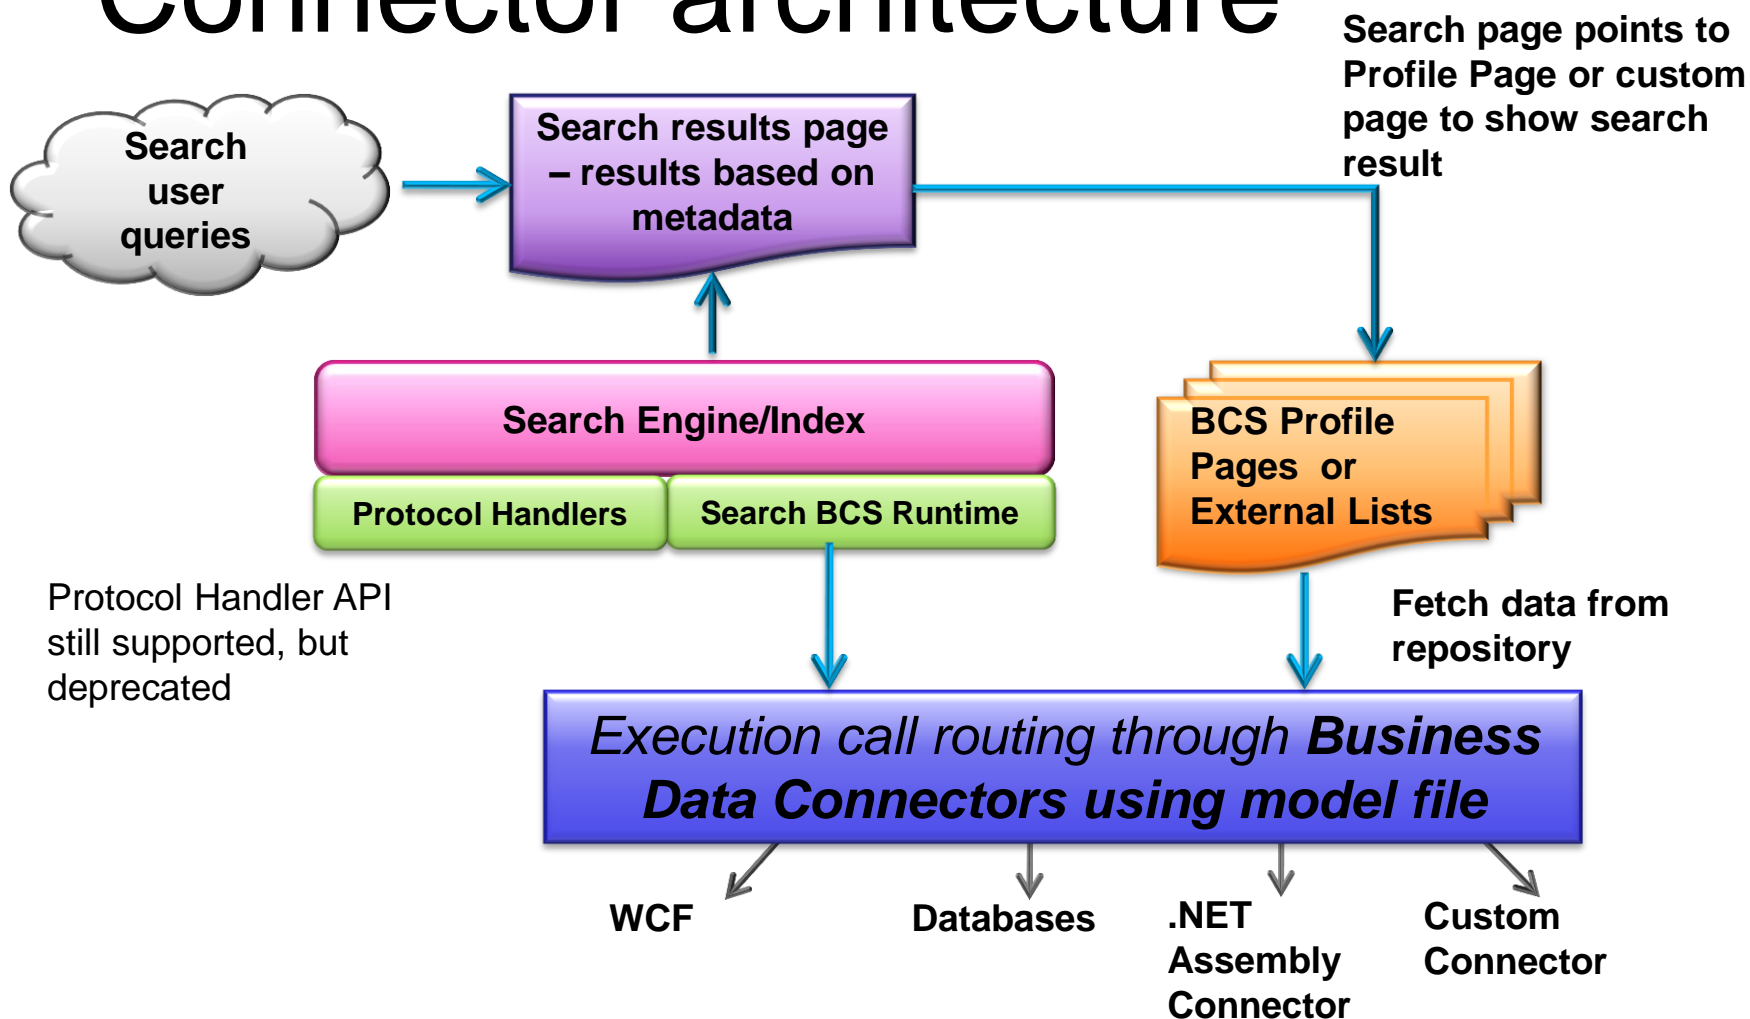 Connector architecture
Search page points to
Profile Page or custom
page to show search
result
Search
user
queries
Search results page
– results based on
metadata
Search Engine/Index
Protocol Handlers
Search BCS Runtime
BCS Profile
Pages or
External Lists
Protocol Handler API
still supported, but
deprecated
Fetch data from
repository
Execution call routing through Business
Data Connectors using model file
WCF
Databases
.NET
Assembly
Connector
Custom
Connector